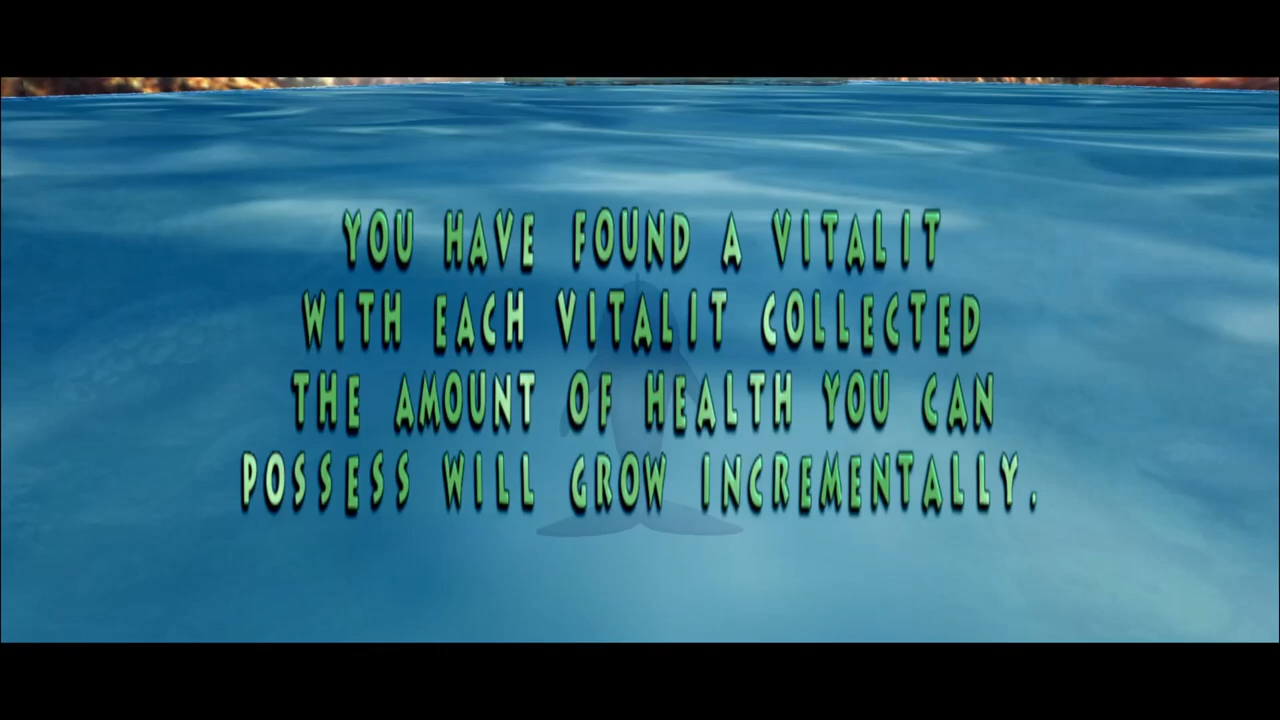 YOU HAVE FOUND A VITALIT
WITH EACH VITALIT COLLECTED
THE AMOUNT OF HEALTH YOU CAN
POSSESS WILL GROW INCREMENTALLY.